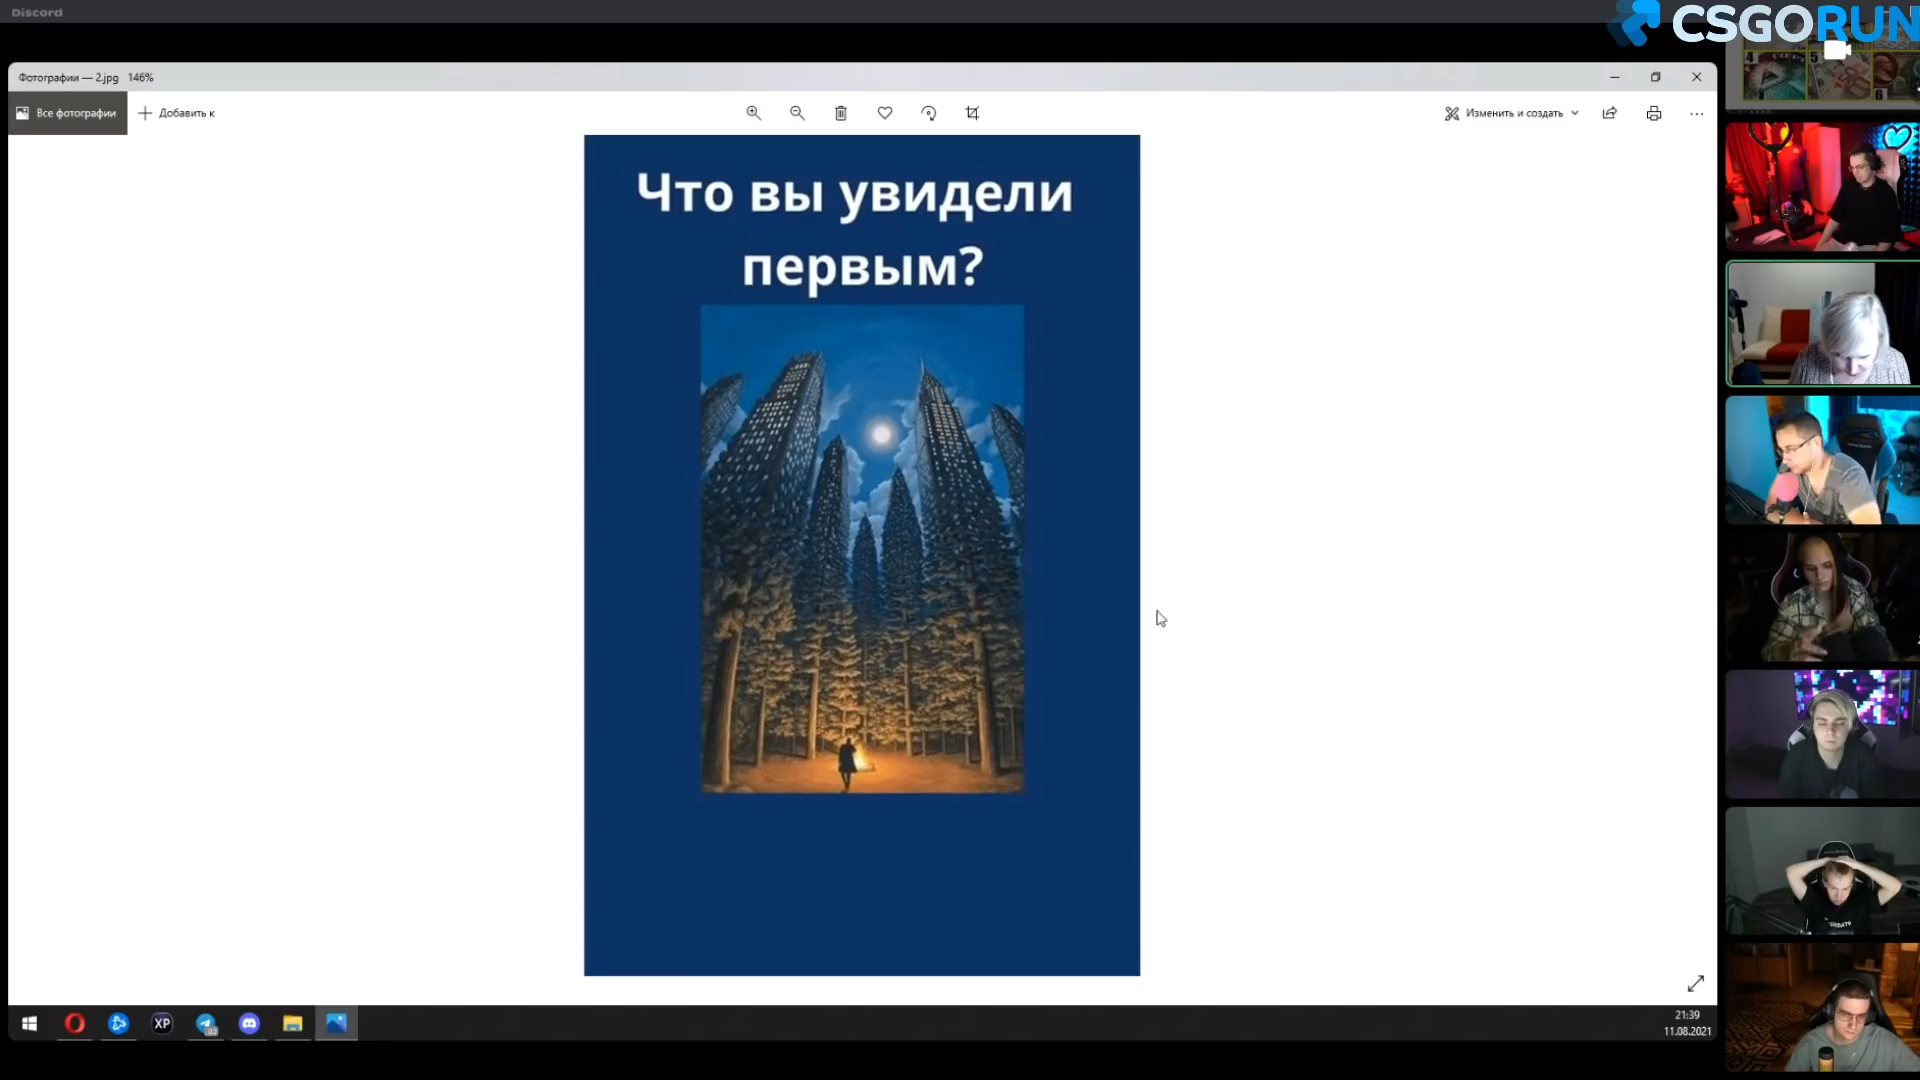 Discord
CSGORUN
Фотографии — 2.jpg 146%
Все фотографии
Добавить к
Изменить и создать
Что вы увидели
первым?
XP
21:39
11.08.2021